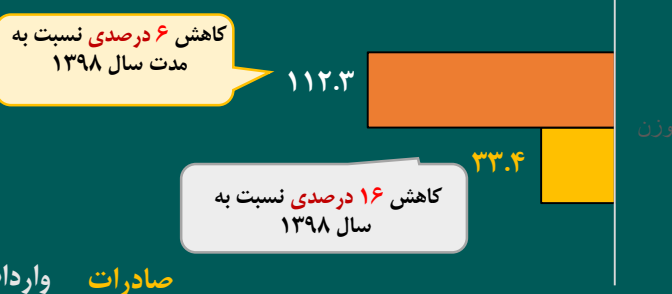 کاهش ۶ درصدی نسبت به
مدت سال ۱۳۹۸
۱۱۲.۳
وزن
۳۳.۴
کاهش ۱۶ درصدی نسبت به
سال ۱۳۹۸
صادرات